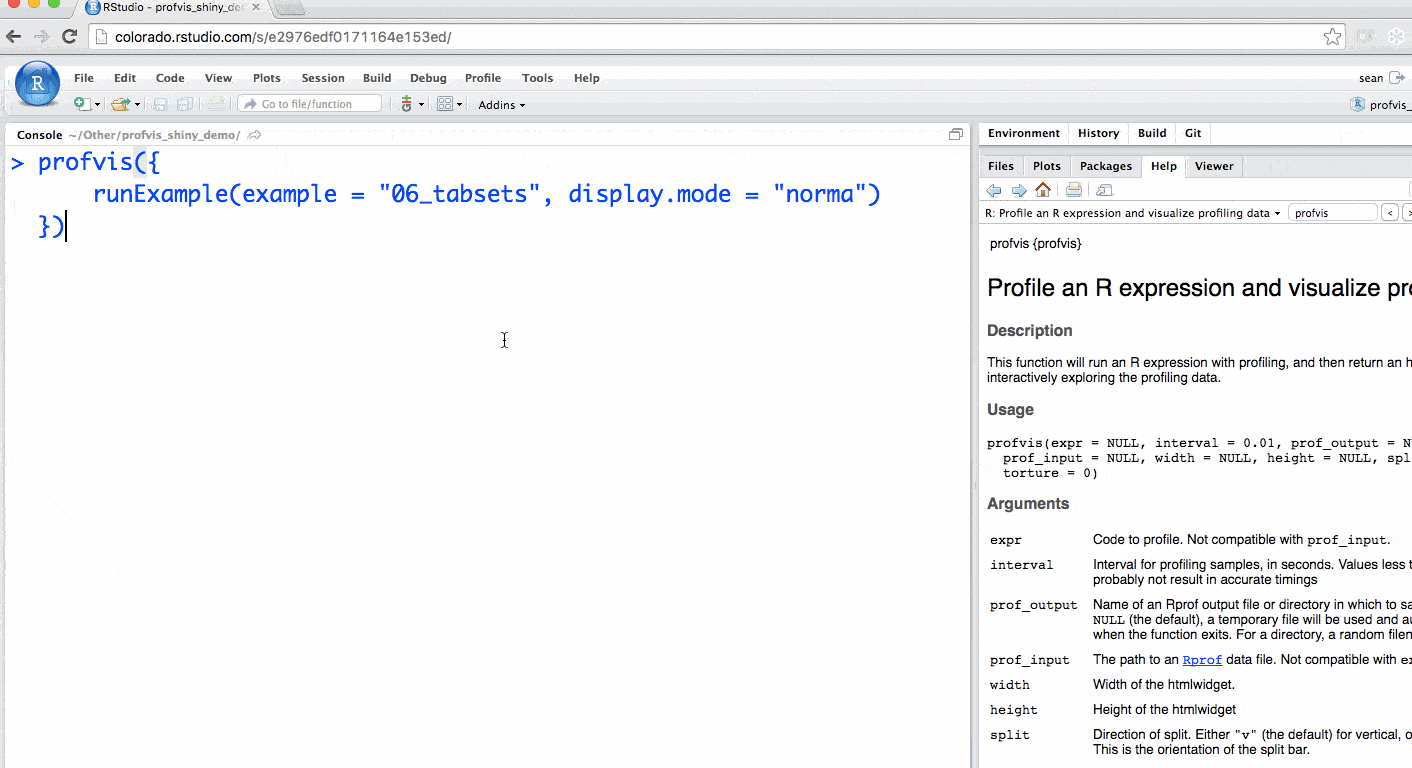 RStudio - profvis_shiny_de
colorado.rstudio.com/s/e2976edf0171164e153ed/
R File Edit Code View Plots Session Build Debug Profile Tools Help sean
Go to file/function Addins profvis_
Console ~/Other/profvis_shiny_demo/
> profvis({
runExample(example = "06_tabsets", display.mode = "norma")
})
Environment History Build Git
Files Plots Packages Help Viewer
R: Profile an R expression and visualize profiling data profvis < >
profvis {profvis}
Profile an R expression and visualize pr
Description
This function will run an R expression with profiling, and then return an h
interactively exploring the profiling data.
Usage
profvis(expr = NULL, interval = 0.01, prof_output = N
prof_input = NULL, width = NULL, height = NULL, spl
torture = 0)
Arguments
expr Code to profile. Not compatible with prof_input.
interval Interval for profiling samples, in seconds. Values less t
probably not result in accurate timings
prof_output Name of an Rprof output file or directory in which to sa
NULL (the default), a temporary file will be used and au
when the function exits. For a directory, a random filen
prof_input The path to an Rprof data file. Not compatible with ex
width Width of the htmlwidget.
height Height of the htmlwidget
split Direction of split. Either "v" (the default) for vertical, o
This is the orientation of the split bar.